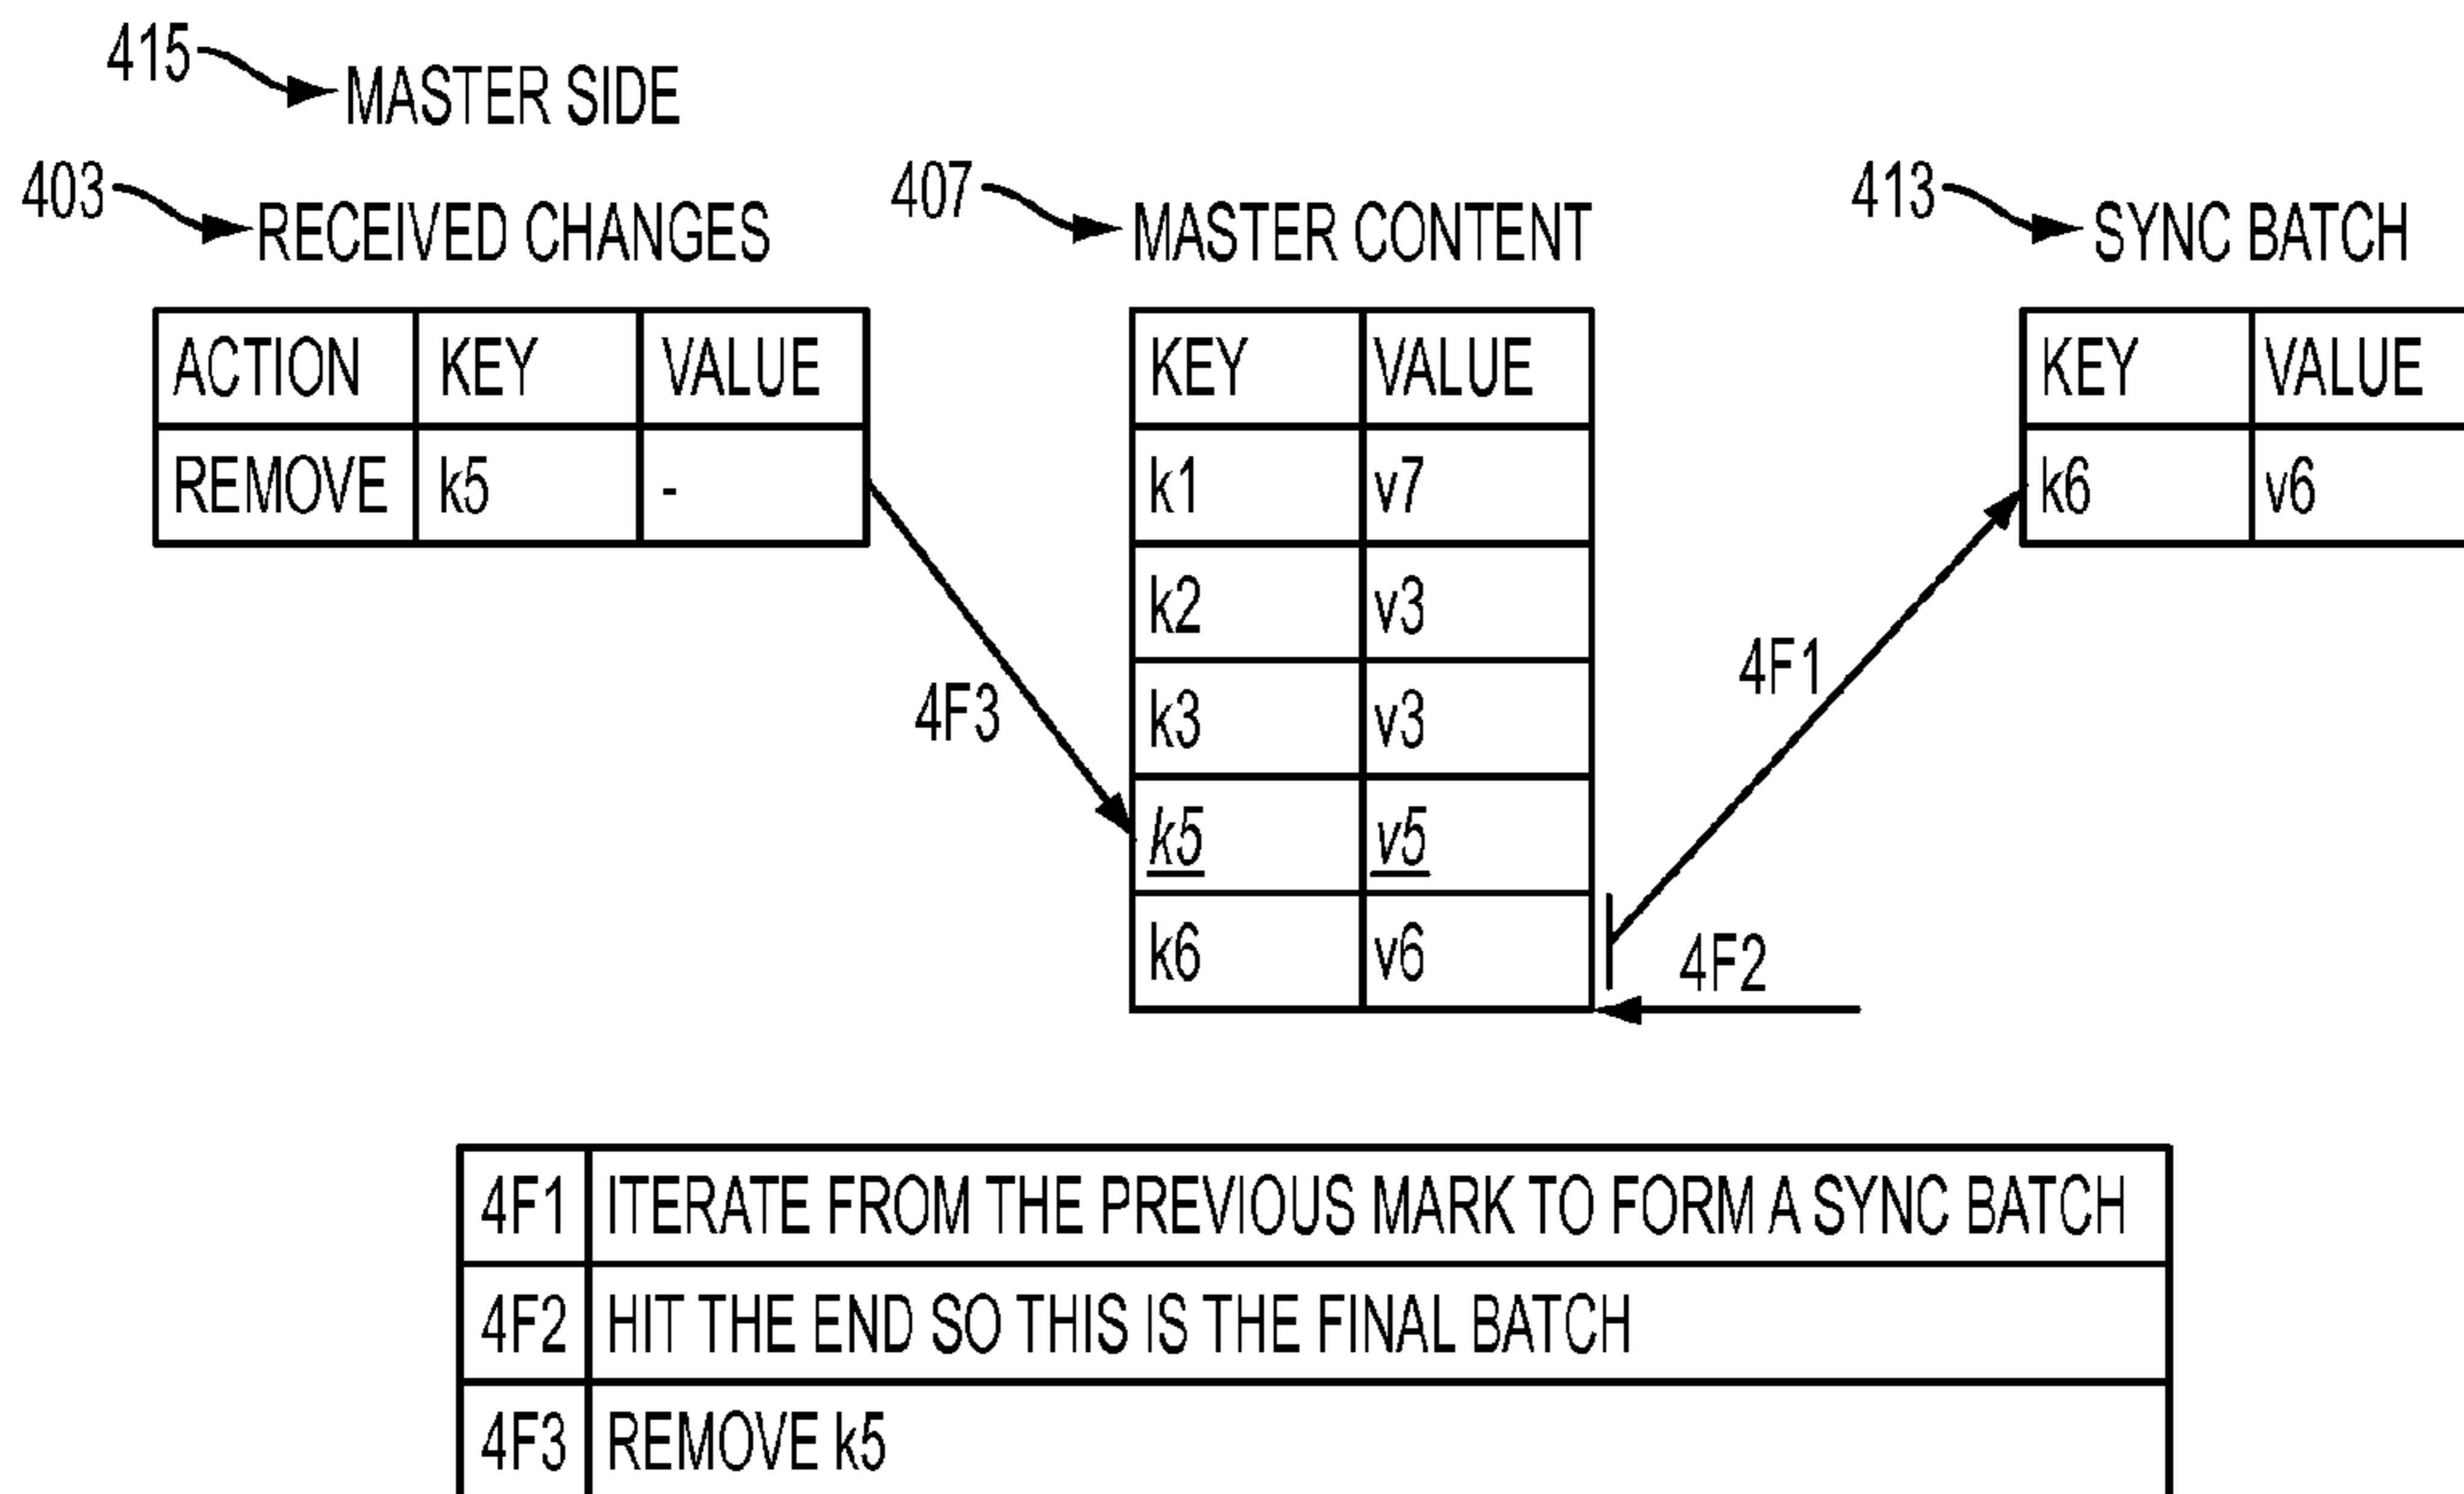 415
MASTER SIDE
403
RECEIVED CHANGES
407
MASTER CONTENT
413
SYNC BATCH
ACTION KEY VALUE
REMOVE k5 -
KEY VALUE
k1 v7
k2 v3
k3 v3
k5 v5
k6 v6
KEY VALUE
k6 v6
4F3
4F1
4F2
4F1 ITERATE FROM THE PREVIOUS MARK TO FORM A SYNC BATCH
4F2 HIT THE END SO THIS IS THE FINAL BATCH
4F3 REMOVE k5